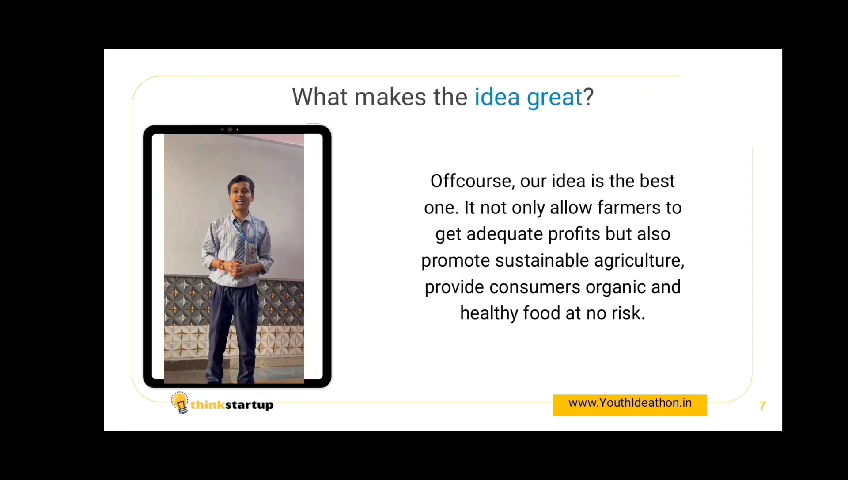 What makes the idea great?
Offcourse, our idea is the best
one. It not only allow farmers to
get adequate profits but also
promote sustainable agriculture,
provide consumers organic and
healthy food at no risk.
thinkstartup
www.YouthIdeathon.in
7